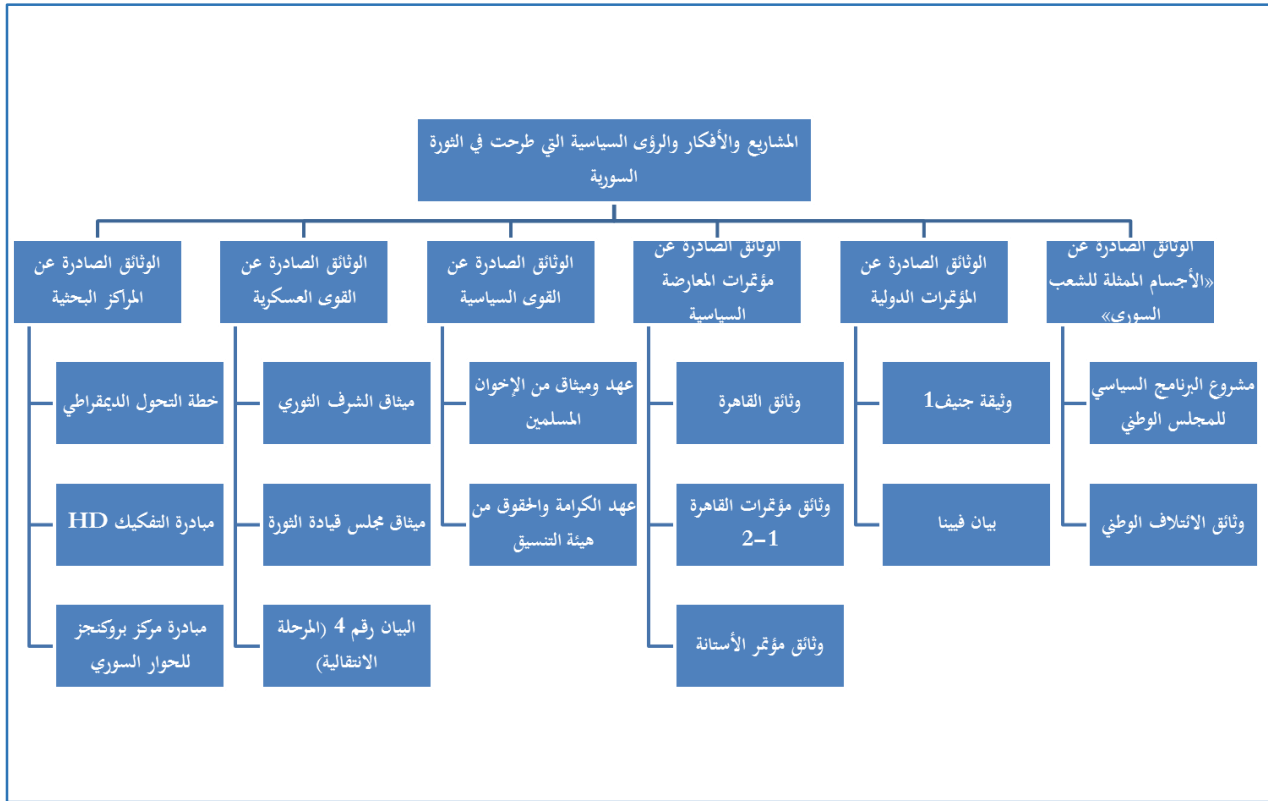 المشاريع والأفكار والرؤى السياسية التي طرحت في الثورة
السورية
الوثائق الصادرة عن
«الأجسام الممثلة للشعب
السوري»
مشروع البرنامج السياسي
للمجلس الوطني
وثائق الائتلاف الوطني
الوثائق الصادرة عن
المؤتمرات الدولية
وثيقة جنيف1
بيان فيينا
الوثائق الصادرة عن
مؤتمرات المعارضة
السياسية
وثائق القاهرة
وثائق مؤتمرات القاهرة
1-2
وثائق مؤتمر الأستانة
الوثائق الصادرة عن
القوى السياسية
عهد وميثاق من الإخوان
المسلمين
عهد الكرامة والحقوق من
هيئة التنسيق
الوثائق الصادرة عن
القوى العسكرية
ميثاق الشرف الثوري
ميثاق مجلس قيادة الثورة
البيان رقم 4 (المرحلة
الانتقالية)
الوثائق الصادرة عن
المراكز البحثية
خطة التحول الديمقراطي
مبادرة التفكيك HD
مبادرة مركز بروكنجز
للحوار السوري